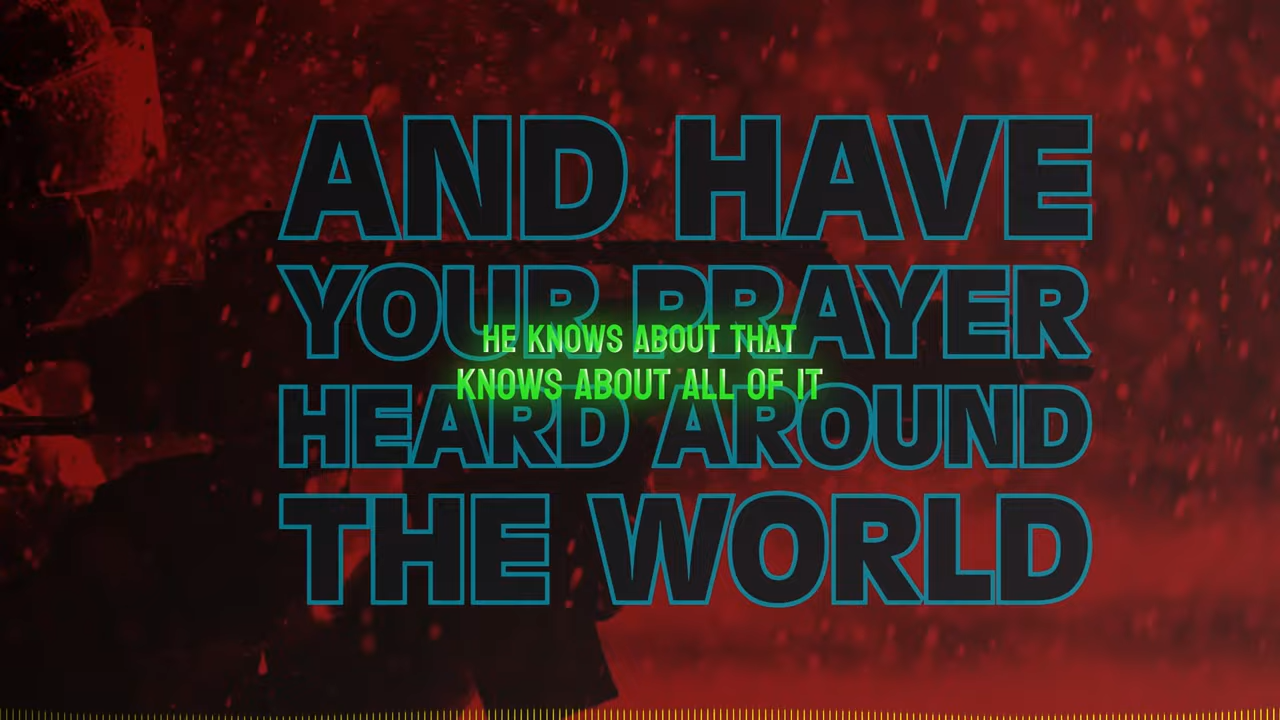 AND HAVE
YOUR PRAYER
HE KNOWS ABOUT THAT
KNOWS ABOUT ALL OF IT
HEARD AROUND
THE WORLD